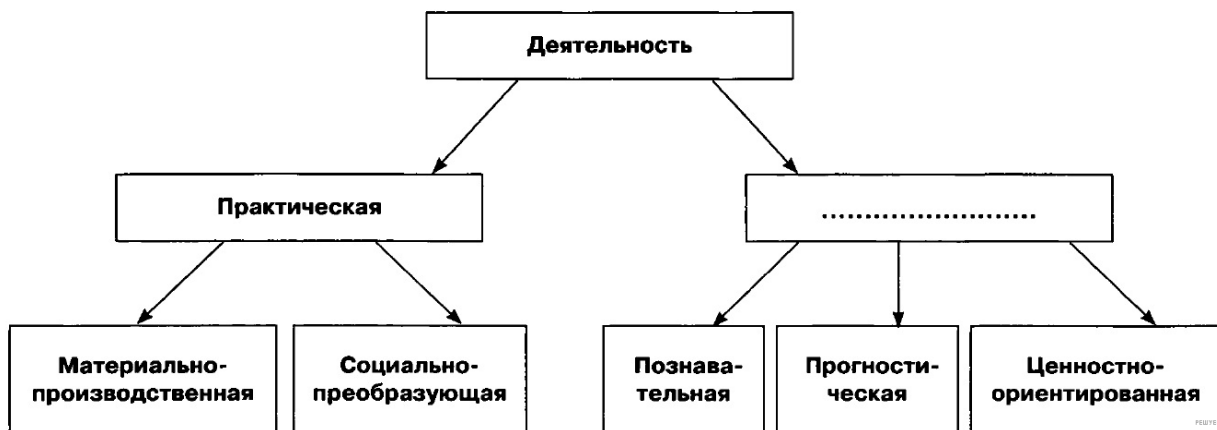 Деятельность
Практическая
........................
Материально-
производственная
Социально-
преобразующая
Познава-
тельная
Прогности-
ческая
Ценностно-
ориентированная